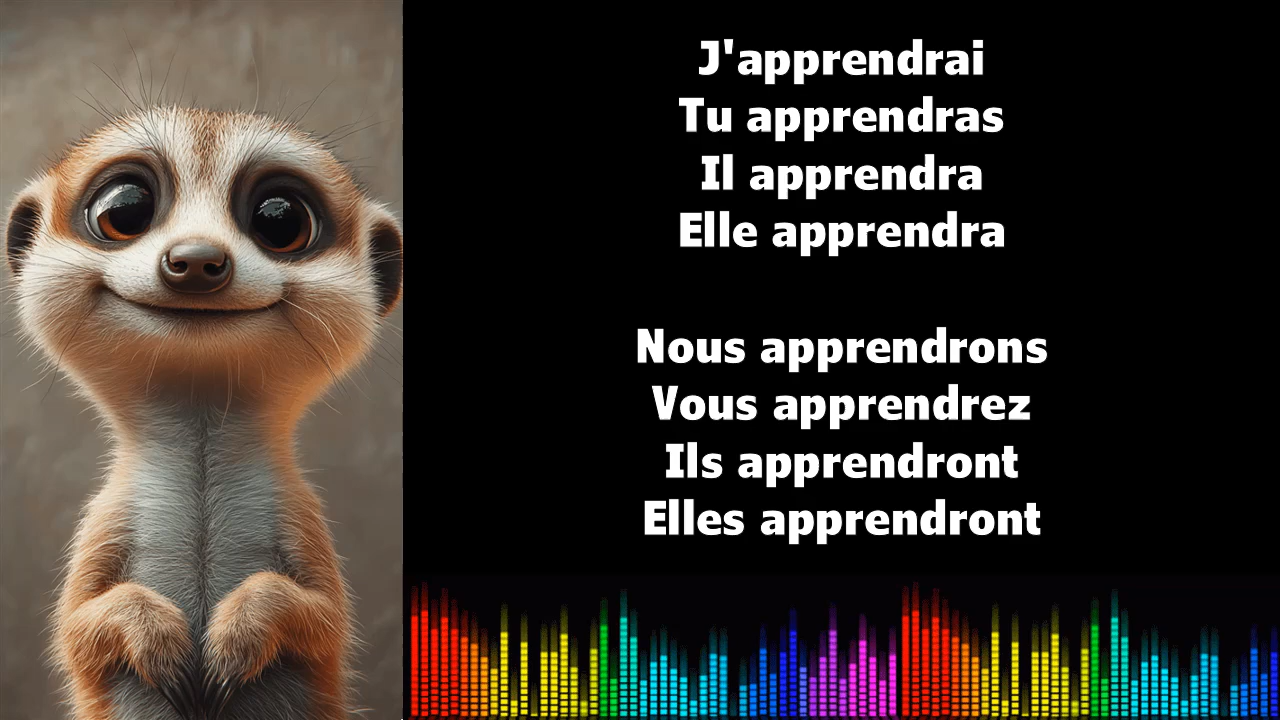 J'apprendrai
Tu apprendras
Il apprendra
Elle apprendra
Nous apprendrons
Vous apprendrez
Ils apprendront
Elles apprendront